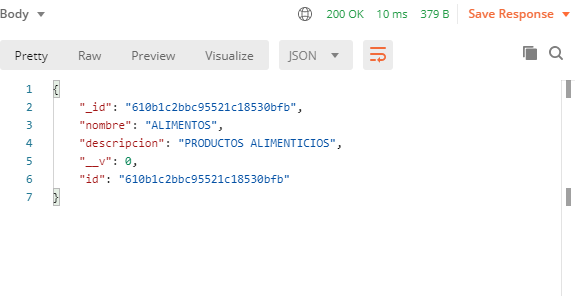 Body 200 OK 10 ms 379 B Save Response
Pretty Raw Preview Visualize JSON
1 {
2 "_id": "610b1c2bbc95521c18530bfb",
3 "nombre": "ALIMENTOS",
4 "descripcion": "PRODUCTOS ALIMENTICIOS",
5 "__v": 0,
6 "id": "610b1c2bbc95521c18530bfb"
7 }